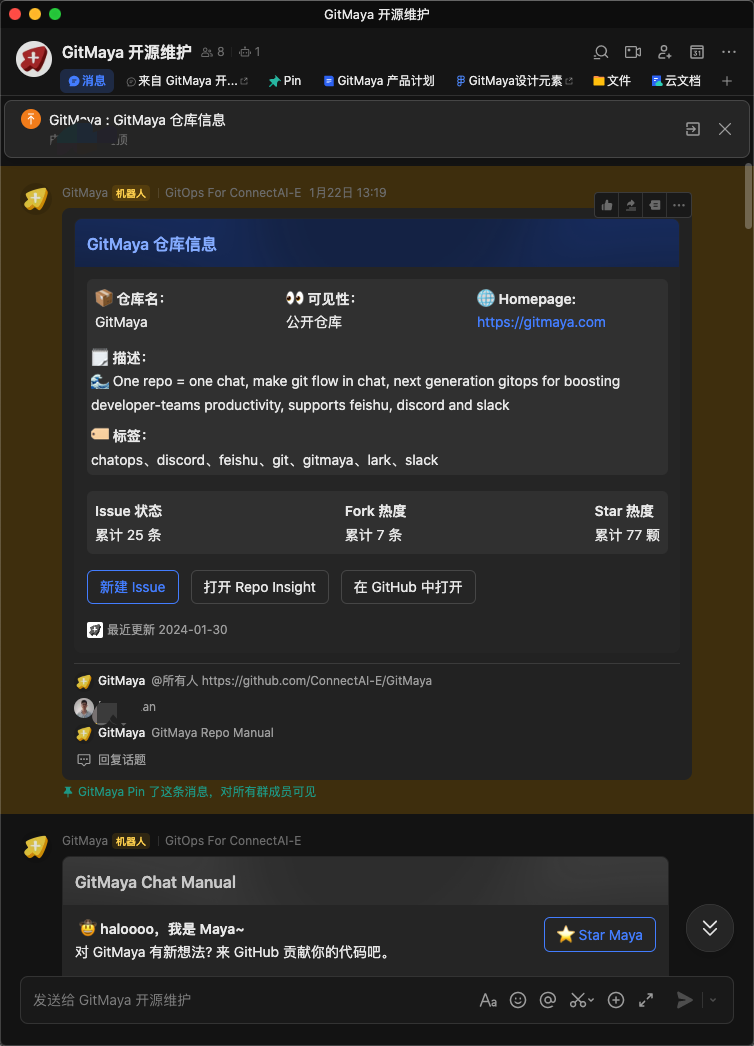 GitMaya 开源维护
GitMaya 开源维护 8 1
消息 来自 GitMaya 开... Pin GitMaya 产品计划 GitMaya设计元素 文件 云文档
GitMaya : GitMaya 仓库信息
顶
GitMaya 机器人 GitOps For ConnectAI-E 1月22日 13:19
GitMaya 仓库信息
📦 仓库名： 👀 可见性： 🌐 Homepage:
GitMaya 公开仓库 https://gitmaya.com
🗒️ 描述：
🌊 One repo = one chat, make git flow in chat, next generation gitops for boosting
developer-teams productivity, supports feishu, discord and slack
🏷️ 标签：
chatops、discord、feishu、git、gitmaya、lark、slack
Issue 状态 Fork 热度 Star 热度
累计 25 条 累计 7 条 累计 77 颗
新建 Issue 打开 Repo Insight 在 GitHub 中打开
最近更新 2024-01-30
GitMaya @所有人 https://github.com/ConnectAI-E/GitMaya
an
GitMaya GitMaya Repo Manual
回复话题
GitMaya Pin 了这条消息，对所有群成员可见
GitMaya 机器人 GitOps For ConnectAI-E
GitMaya Chat Manual
🤠 haloooo，我是 Maya~
⭐ Star Maya
对 GitMaya 有新想法? 来 GitHub 贡献你的代码吧。
发送给 GitMaya 开源维护
Aa